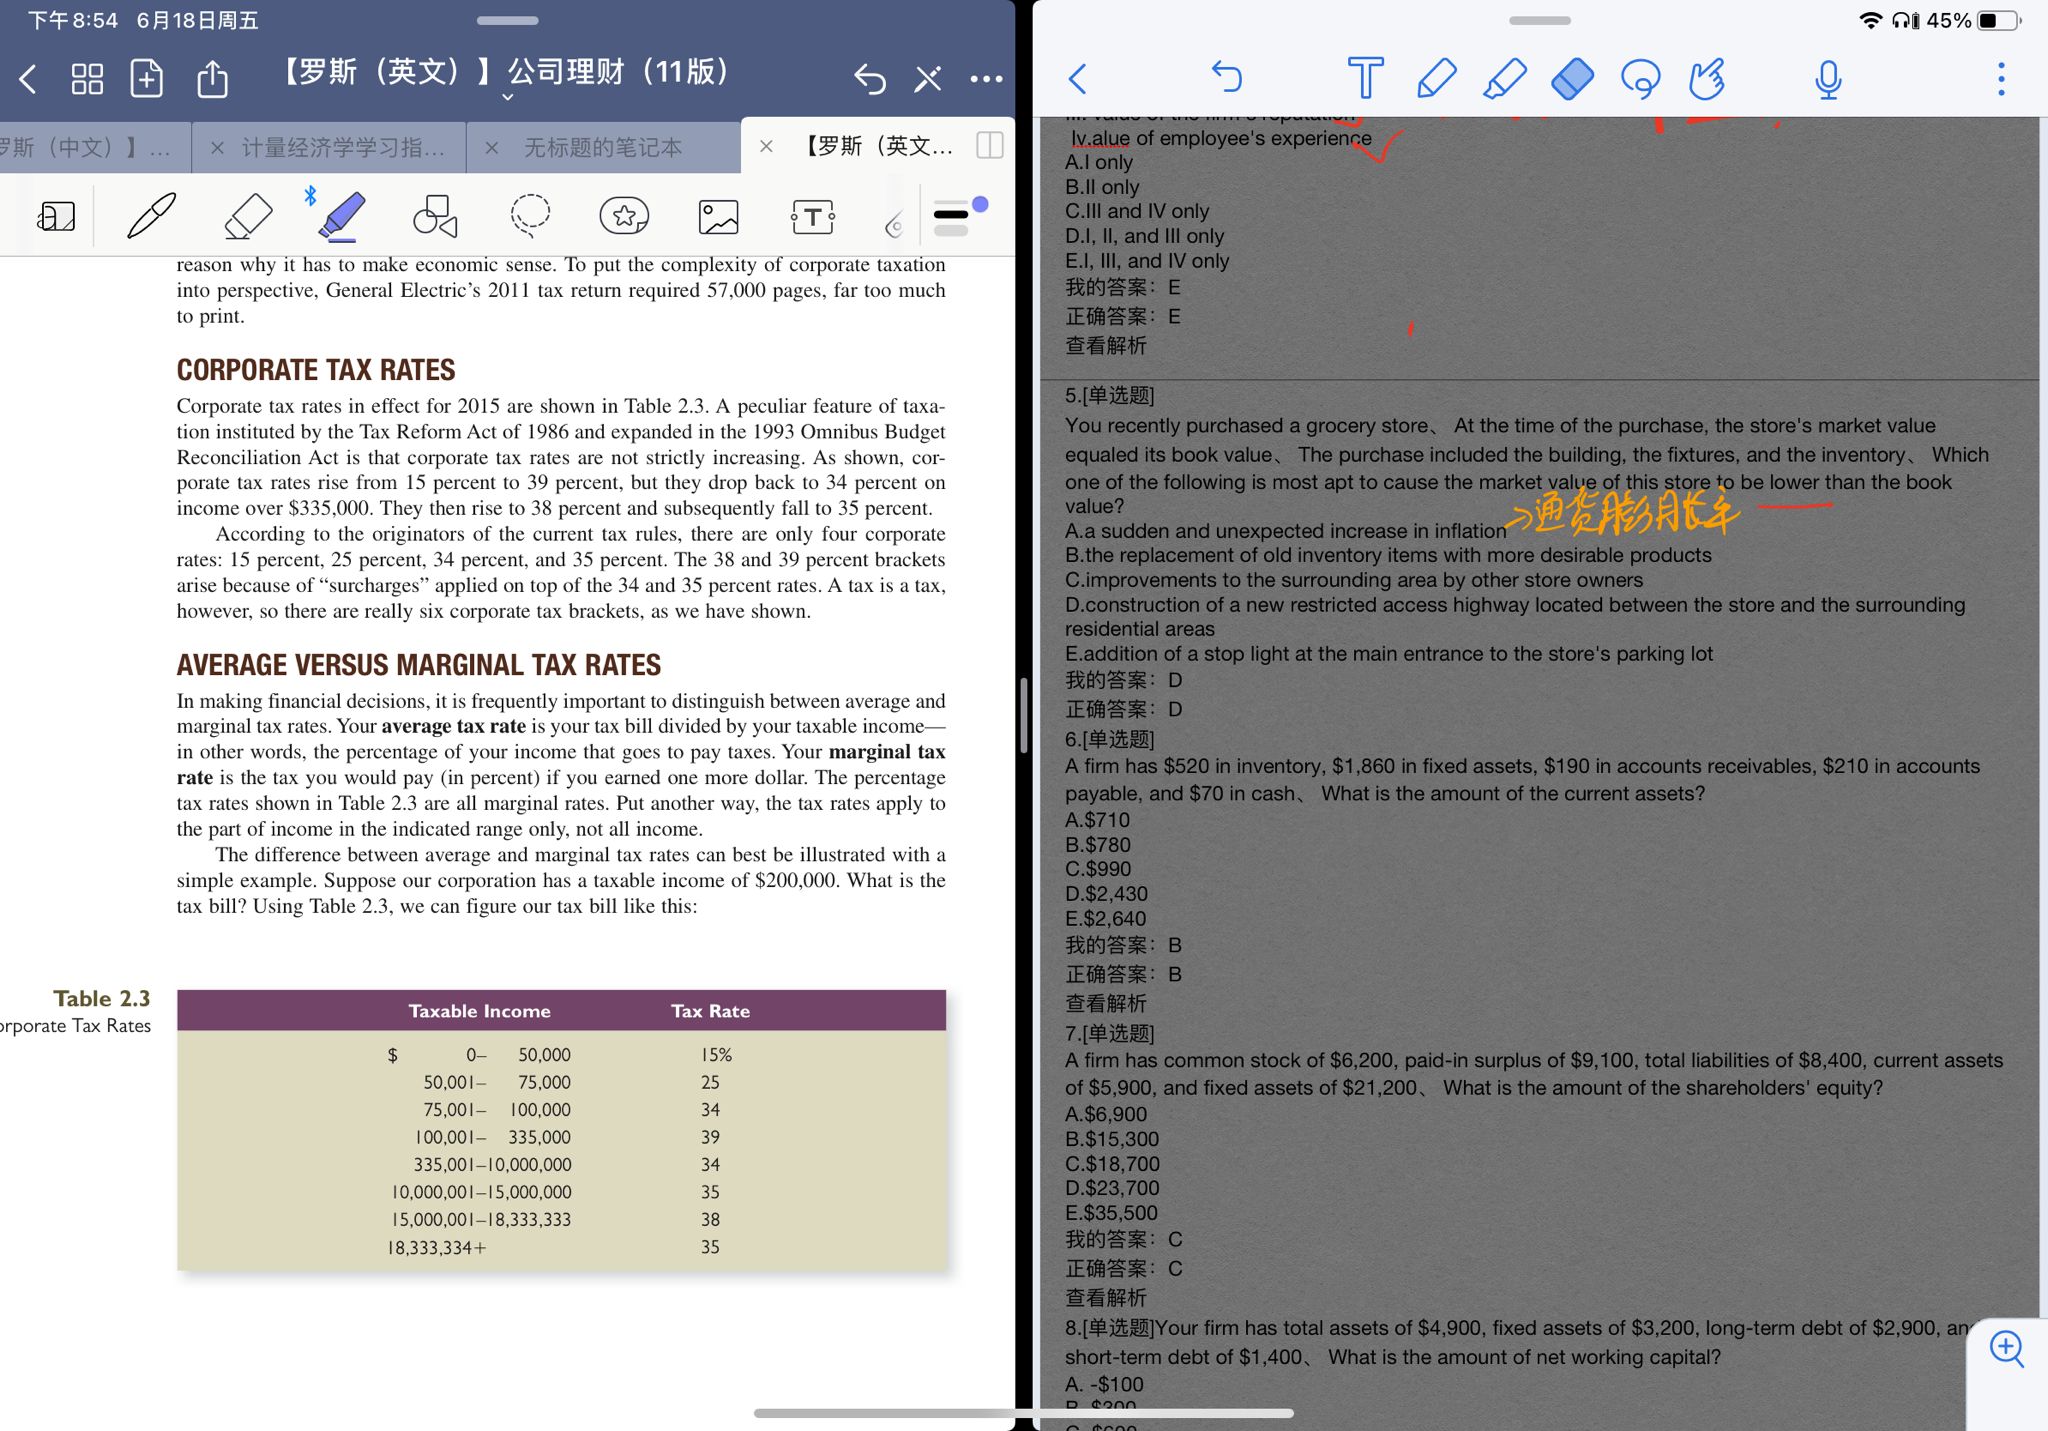 下午8:54 6月18日周五
【罗斯（英文）】公司理财（11版）
罗斯（中文）】...
× 计量经济学学习指...
× 无标题的笔记本
× 【罗斯（英文...
reason why it has to make economic sense. To put the complexity of corporate taxation
into perspective, General Electric's 2011 tax return required 57,000 pages, far too much
to print.
CORPORATE TAX RATES
Corporate tax rates in effect for 2015 are shown in Table 2.3. A peculiar feature of taxa-
tion instituted by the Tax Reform Act of 1986 and expanded in the 1993 Omnibus Budget
Reconciliation Act is that corporate tax rates are not strictly increasing. As shown, cor-
porate tax rates rise from 15 percent to 39 percent, but they drop back to 34 percent on
income over $335,000. They then rise to 38 percent and subsequently fall to 35 percent.
According to the originators of the current tax rules, there are only four corporate
rates: 15 percent, 25 percent, 34 percent, and 35 percent. The 38 and 39 percent brackets
arise because of “surcharges” applied on top of the 34 and 35 percent rates. A tax is a tax,
however, so there are really six corporate tax brackets, as we have shown.
AVERAGE VERSUS MARGINAL TAX RATES
In making financial decisions, it is frequently important to distinguish between average and
marginal tax rates. Your average tax rate is your tax bill divided by your taxable income—
in other words, the percentage of your income that goes to pay taxes. Your marginal tax
rate is the tax you would pay (in percent) if you earned one more dollar. The percentage
tax rates shown in Table 2.3 are all marginal rates. Put another way, the tax rates apply to
the part of income in the indicated range only, not all income.
The difference between average and marginal tax rates can best be illustrated with a
simple example. Suppose our corporation has a taxable income of $200,000. What is the
tax bill? Using Table 2.3, we can figure our tax bill like this:
Table 2.3
orporate Tax Rates
Taxable Income Tax Rate
$ 0– 50,000 15%
50,001– 75,000 25
75,001– 100,000 34
100,001– 335,000 39
335,001–10,000,000 34
10,000,001–15,000,000 35
15,000,001–18,333,333 38
18,333,334+ 35
45%
III. value of the firm's reputation
Iv.alue of employee's experience
A.I only
B.II only
C.III and IV only
D.I, II, and III only
E.I, III, and IV only
我的答案：E
正确答案：E
查看解析
5.[单选题]
You recently purchased a grocery store、 At the time of the purchase, the store's market value
equaled its book value、 The purchase included the building, the fixtures, and the inventory、 Which
one of the following is most apt to cause the market value of this store to be lower than the book
value?
A.a sudden and unexpected increase in inflation
→通货膨胀率
B.the replacement of old inventory items with more desirable products
C.improvements to the surrounding area by other store owners
D.construction of a new restricted access highway located between the store and the surrounding
residential areas
E.addition of a stop light at the main entrance to the store's parking lot
我的答案：D
正确答案：D
6.[单选题]
A firm has $520 in inventory, $1,860 in fixed assets, $190 in accounts receivables, $210 in accounts
payable, and $70 in cash、 What is the amount of the current assets?
A.$710
B.$780
C.$990
D.$2,430
E.$2,640
我的答案：B
正确答案：B
查看解析
7.[单选题]
A firm has common stock of $6,200, paid-in surplus of $9,100, total liabilities of $8,400, current assets
of $5,900, and fixed assets of $21,200、 What is the amount of the shareholders' equity?
A.$6,900
B.$15,300
C.$18,700
D.$23,700
E.$35,500
我的答案：C
正确答案：C
查看解析
8.[单选题]Your firm has total assets of $4,900, fixed assets of $3,200, long-term debt of $2,900, and
short-term debt of $1,400、 What is the amount of net working capital?
A. -$100
B. $300
C. $600